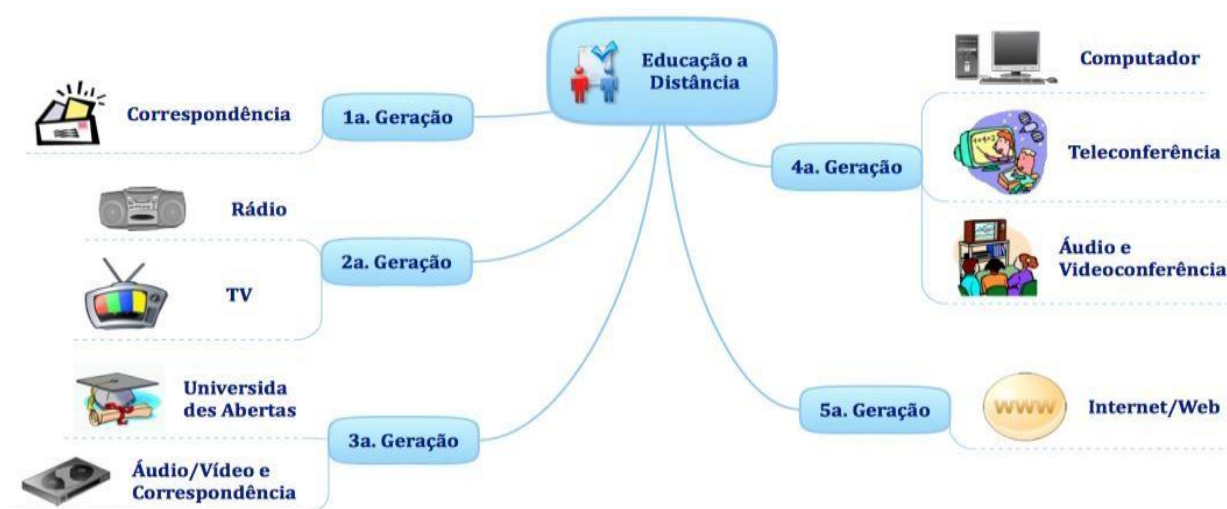 Educação a
Distância
1a. Geração
Correspondência
2a. Geração
Rádio
TV
3a. Geração
Universida
des Abertas
Áudio/Vídeo e
Correspondência
4a. Geração
Computador
Teleconferência
Áudio e
Videoconferência
5a. Geração
www
Internet/Web